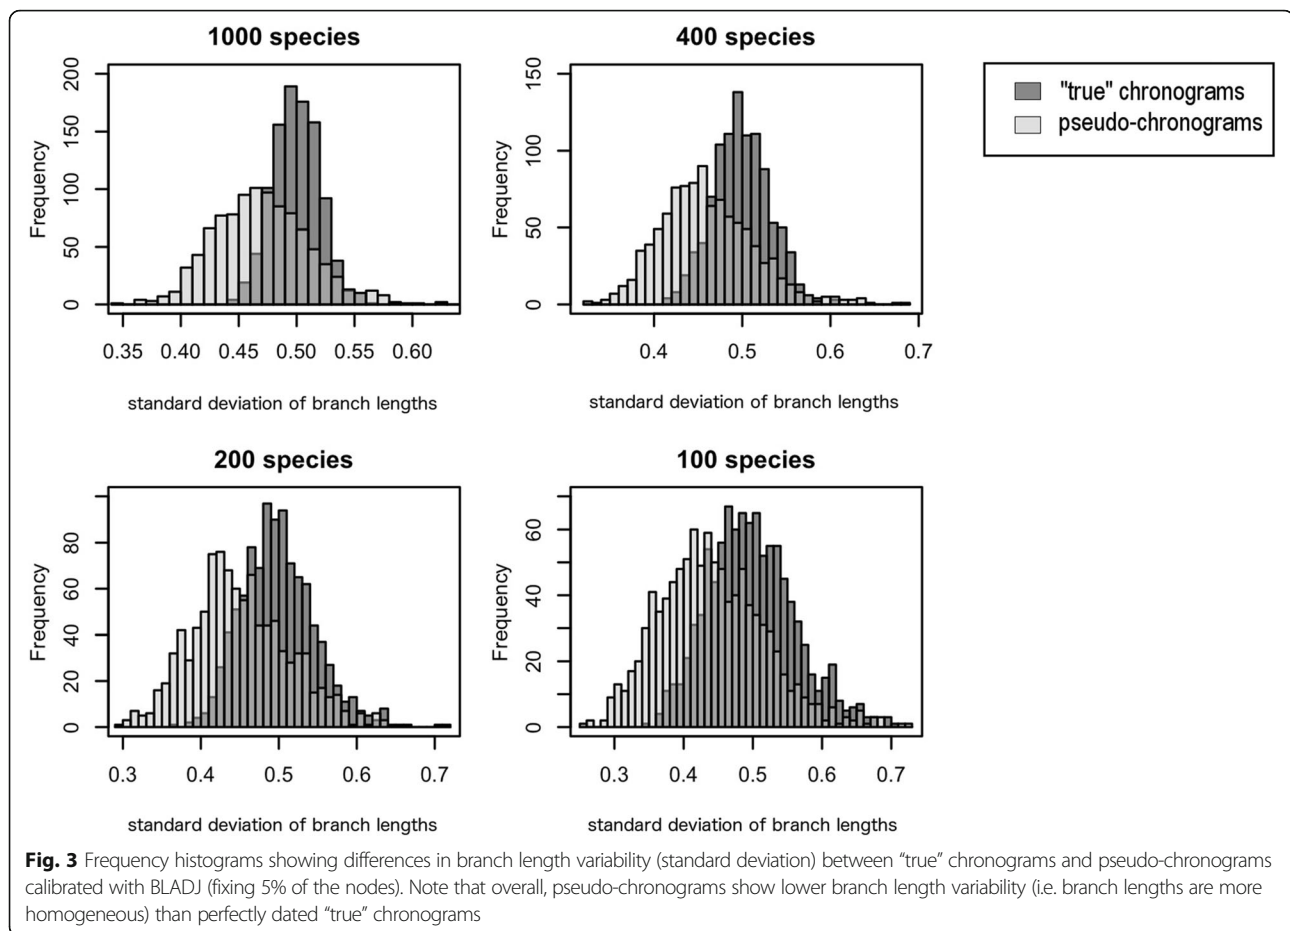 1000 species
400 species
"true" chronograms
pseudo-chronograms
Frequency
0
50
100
150
200
0.35 0.40 0.45 0.50 0.55 0.60
standard deviation of branch lengths
Frequency
0
50
100
150
0.4 0.5 0.6 0.7
standard deviation of branch lengths
200 species
100 species
Frequency
0
20
40
60
80
0.3 0.4 0.5 0.6 0.7
standard deviation of branch lengths
Frequency
0
20
40
60
0.3 0.4 0.5 0.6 0.7
standard deviation of branch lengths
Fig. 3 Frequency histograms showing differences in branch length variability (standard deviation) between “true” chronograms and pseudo-chronograms
calibrated with BLADJ (fixing 5% of the nodes). Note that overall, pseudo-chronograms show lower branch length variability (i.e. branch lengths are more
homogeneous) than perfectly dated “true” chronograms